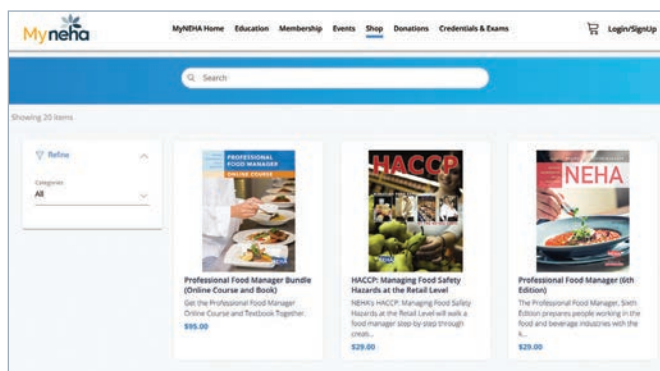 Myneha
MyNEHA Home Education Membership Events Shop Donations Credentials & Exams Login/SignUp
Search
Showing 20 items
Refine
Categories
All
PROFESSIONAL
FOOD MANAGER
ONLINE COURSE
NEHA
Professional Food Manager Bundle
(Online Course and Book)
Get the Professional Food Manager
Online Course and Textbook Together.
$95.00
HACCP
HACCP: Managing Food Safety
Hazards at the Retail Level
NEHA's HACCP: Managing Food Safety
Hazards at the Retail Level will walk a
food manager step-by-step through
creati...
$29.00
NEHA
Professional Food Manager (6th
Edition)
The Professional Food Manager, Sixth
Edition prepares people working in the
food and beverage industries with the
k...
$29.00